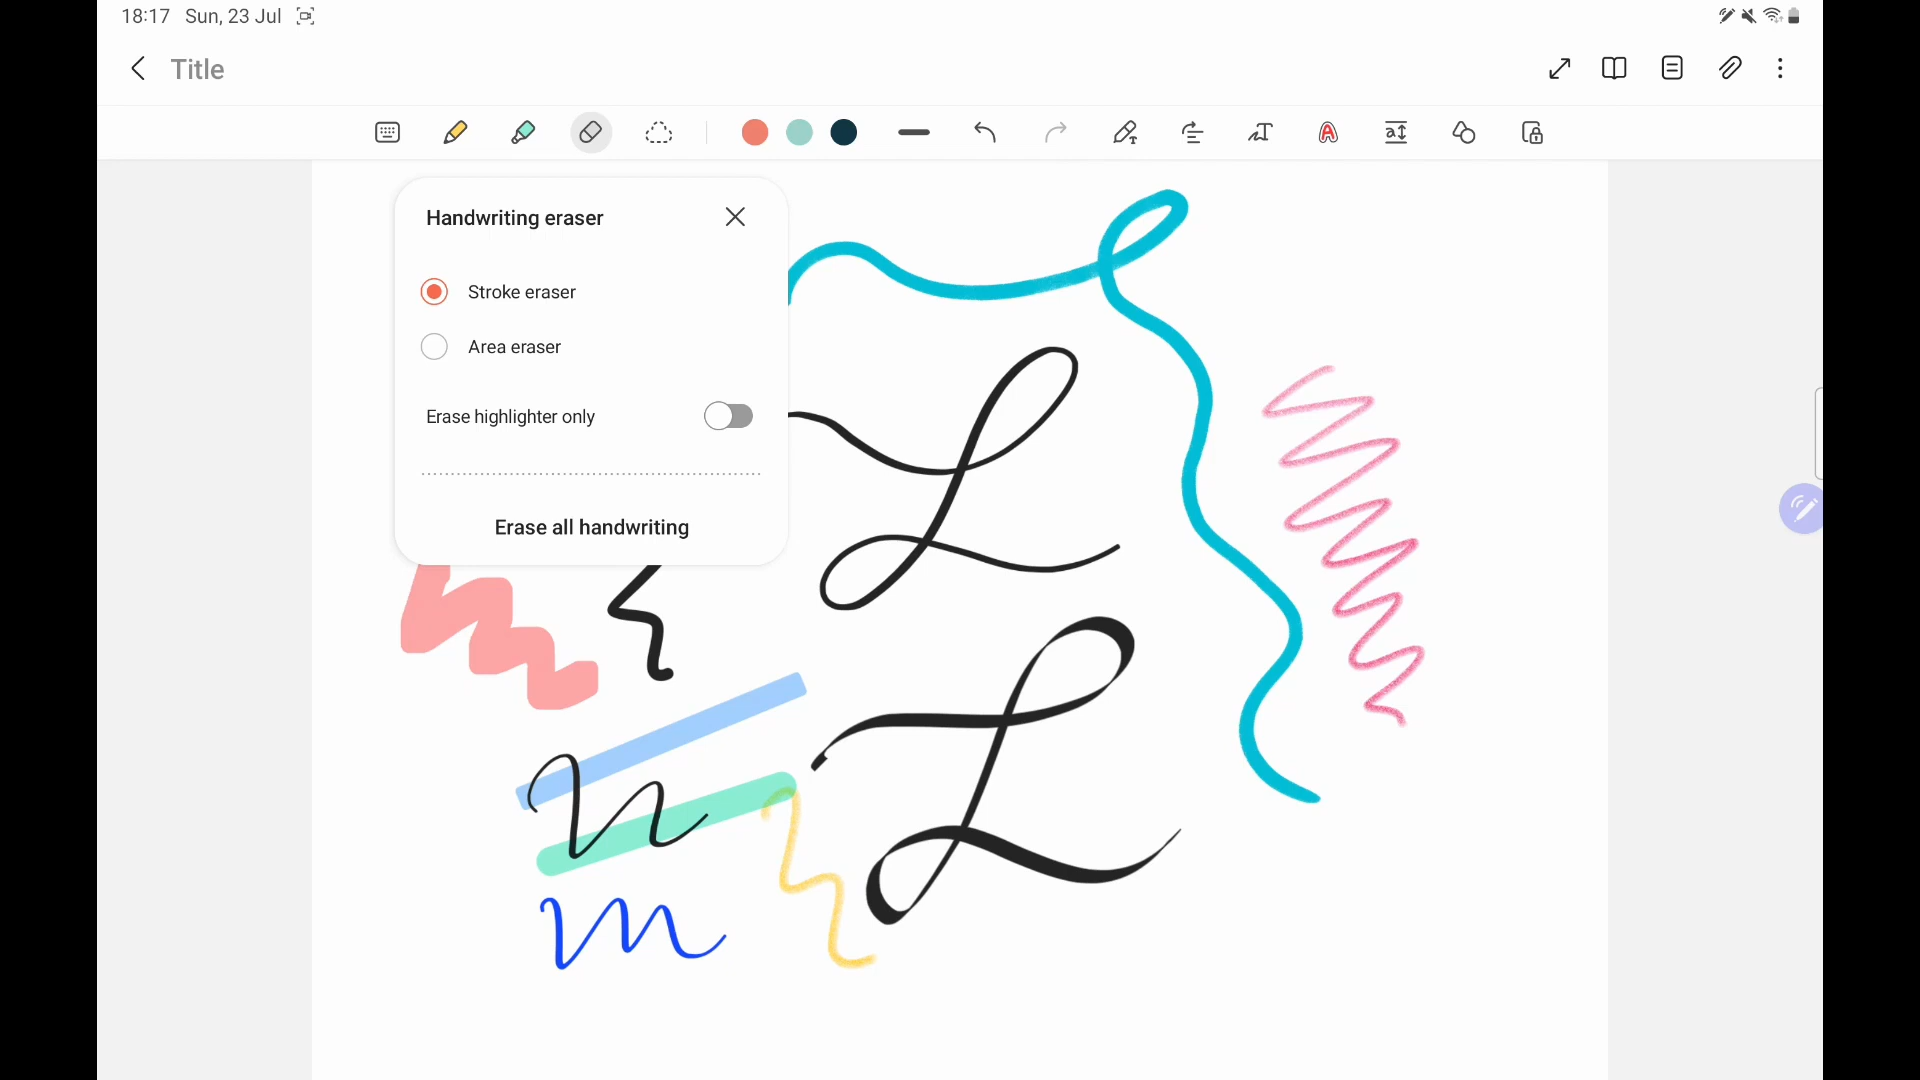 18:17 Sun, 23 Jul
Title
Handwriting eraser
Stroke eraser
Area eraser
Erase highlighter only
Erase all handwriting